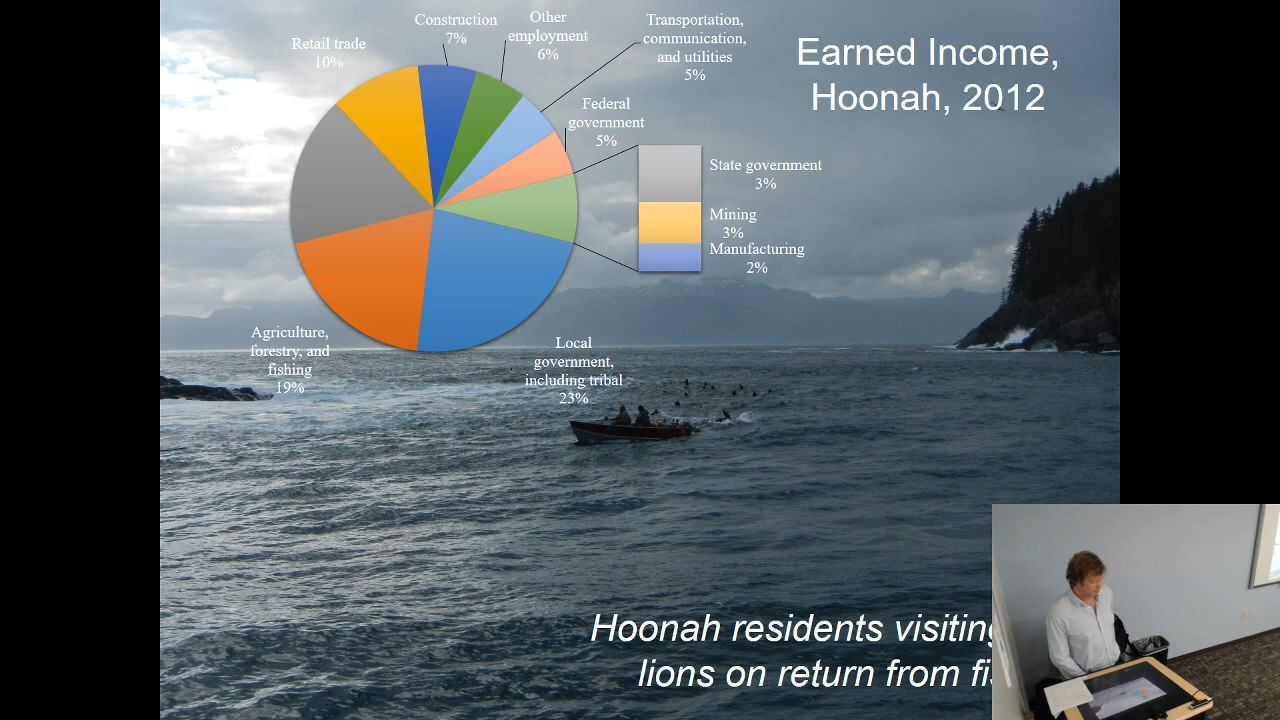 Earned Income,
Hoonah, 2012
Construction
7%
Other
employment
6%
Transportation,
communication,
and utilities
5%
Retail trade
10%
Federal
government
5%
State government
3%
Mining
3%
Manufacturing
2%
Agriculture,
forestry, and
fishing
19%
Local
government,
including tribal
23%
Hoonah residents visiting
lions on return from